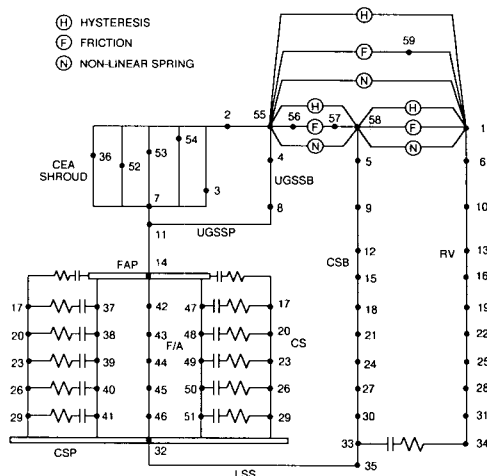 H HYSTERESIS
F FRICTION
N NON-LINEAR SPRING
H
F 59
N
2 55 H 56 F 57 N 58 H F N 1
CEA SHROUD
36 52 53 54 3
4 5 6
UGSSB
7 8 9 10
11 UGSSP
12 13
CSB RV
FAP 14 15 16
17 37 42 47 17 18 19
20 38 43 48 20 21 22
F/A CS
23 39 44 49 23 24 25
26 40 45 50 26 27 28
29 41 46 51 29 30 31
CSP 32 33 34
LSS 35